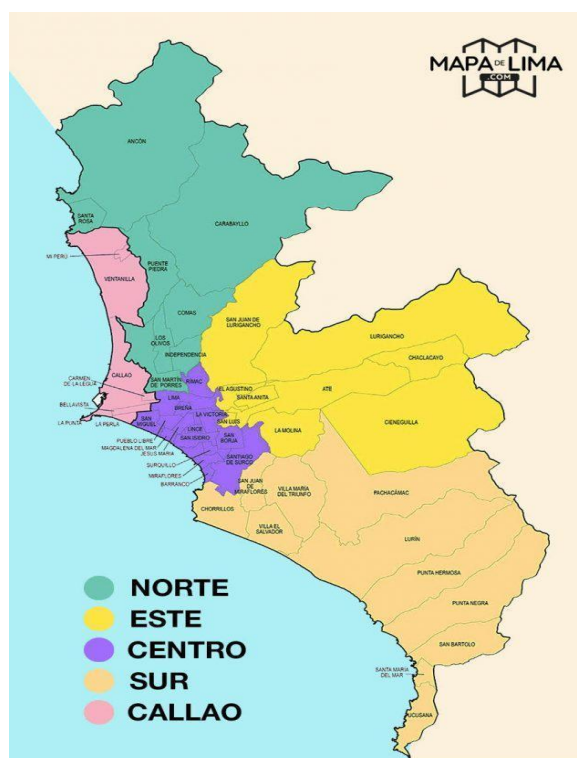 MAPA DE LIMA
.COM
ANCÓN
SANTA
ROSA
CARABAYLLO
MI PERÚ
PUENTE
PIEDRA
VENTANILLA
COMAS
SAN JUAN DE
LURIGANCHO
LOS
OLIVOS
LURIGANCHO
INDEPENDENCIA
CHACLACAYO
CALLAO
SAN MARTÍN
DE PORRES
RÍMAC
CARMEN
DE LA LEGUA
EL AGUSTINO
ATE
SANTA ANITA
LIMA
BELLAVISTA
BREÑA
CIENEGUILLA
LA VICTORIA
LA PUNTA
LA PERLA
SAN
MIGUEL
SAN LUIS
LINCE
LA MOLINA
PUEBLO LIBRE
SAN ISIDRO
SAN
BORJA
MAGDALENA DEL MAR
JESUS MARIA
SANTIAGO
DE SURCO
SURQUILLO
MIRAFLORES
BARRANCO
SAN JUAN
DE
MIRAFLORES
VILLA MARÍA
DEL TRIUNFO
PACHACÁMAC
CHORRILLOS
VILLA EL
SALVADOR
LURÍN
PUNTA HERMOSA
PUNTA NEGRA
SAN BARTOLO
SANTA MARÍA
DEL MAR
PUCUSANA
NORTE
ESTE
CENTRO
SUR
CALLAO